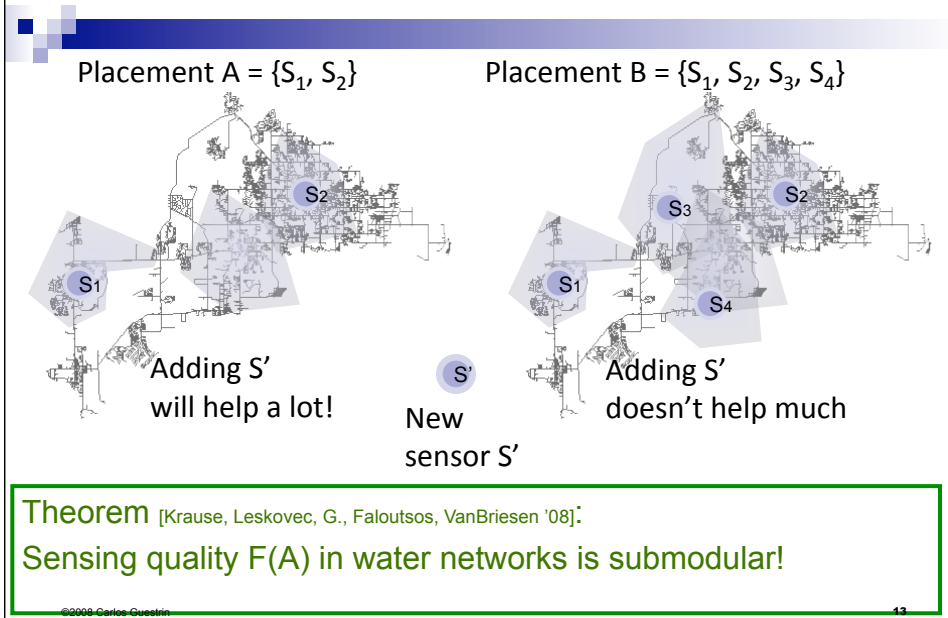 Placement A = {S₁, S₂}
Placement B = {S₁, S₂, S₃, S₄}
S₂
S₁
S₃
S₂
S₁
S₄
Adding S’
will help a lot!
S’
New
sensor S’
Adding S’
doesn’t help much
Theorem [Krause, Leskovec, G., Faloutsos, VanBriesen ’08]:
Sensing quality F(A) in water networks is submodular!
©2008 Carlos Guestrin
13